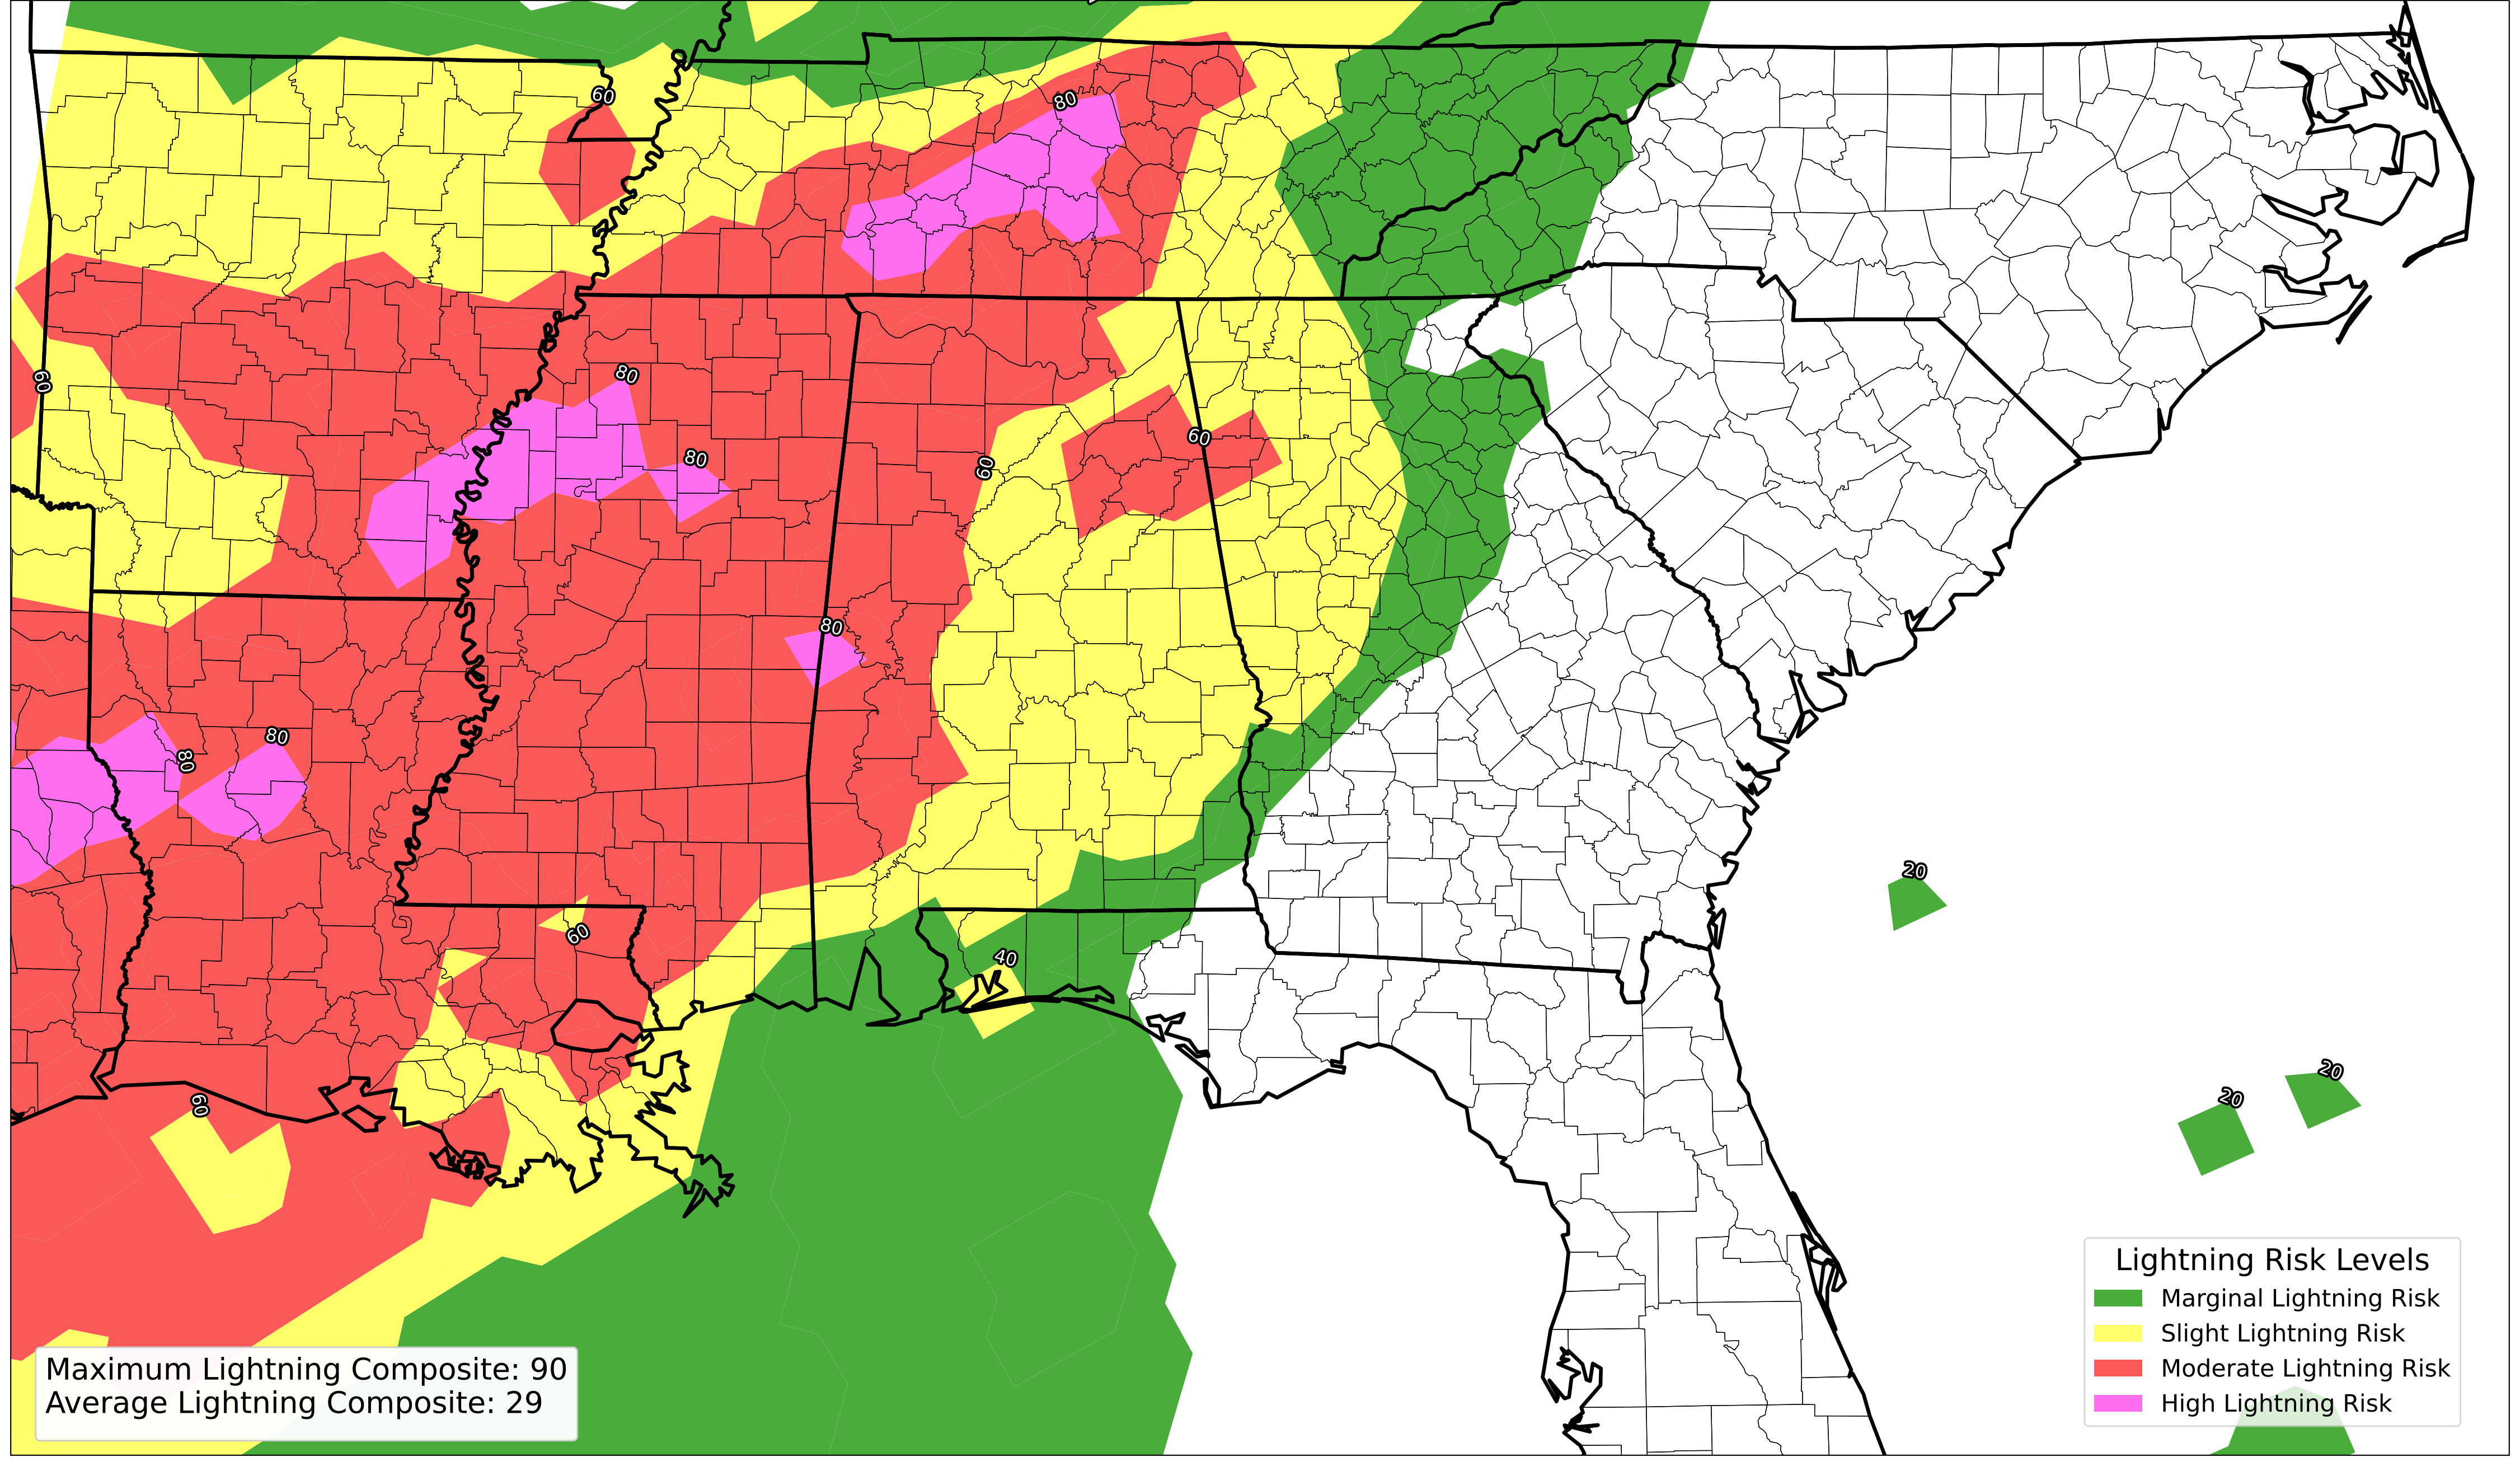 60
80
60
80
80
60
60
80
80
80
20
60
40
20
20
60
Lightning Risk Levels
Marginal Lightning Risk
Slight Lightning Risk
Moderate Lightning Risk
High Lightning Risk
Maximum Lightning Composite: 90
Average Lightning Composite: 29